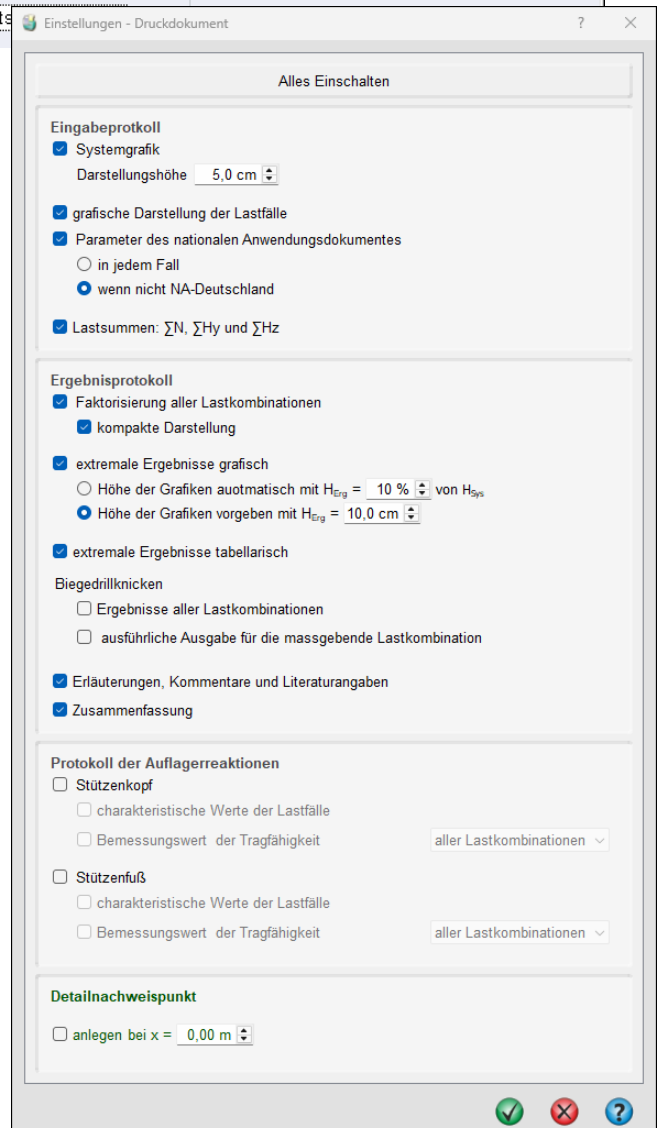 ts
Einstellungen - Druckdokument ?
Alles Einschalten
Eingabeprotkoll
Systemgrafik
Darstellungshöhe 5,0 cm
grafische Darstellung der Lastfälle
Parameter des nationalen Anwendungsdokumentes
in jedem Fall
wenn nicht NA-Deutschland
Lastsummen: ∑N, ∑Hy und ∑Hz
Ergebnisprotokoll
Faktorisierung aller Lastkombinationen
kompakte Darstellung
extremale Ergebnisse grafisch
Höhe der Grafiken auotmatisch mit HErg = 10 % von HSys
Höhe der Grafiken vorgeben mit HErg = 10,0 cm
extremale Ergebnisse tabellarisch
Biegedrillknicken
Ergebnisse aller Lastkombinationen
ausführliche Ausgabe für die massgebende Lastkombination
Erläuterungen, Kommentare und Literaturangaben
Zusammenfassung
Protokoll der Auflagerreaktionen
Stützenkopf
charakteristische Werte der Lastfälle
Bemessungswert der Tragfähigkeit aller Lastkombinationen
Stützenfuß
charakteristische Werte der Lastfälle
Bemessungswert der Tragfähigkeit aller Lastkombinationen
Detailnachweispunkt
anlegen bei x = 0,00 m
?